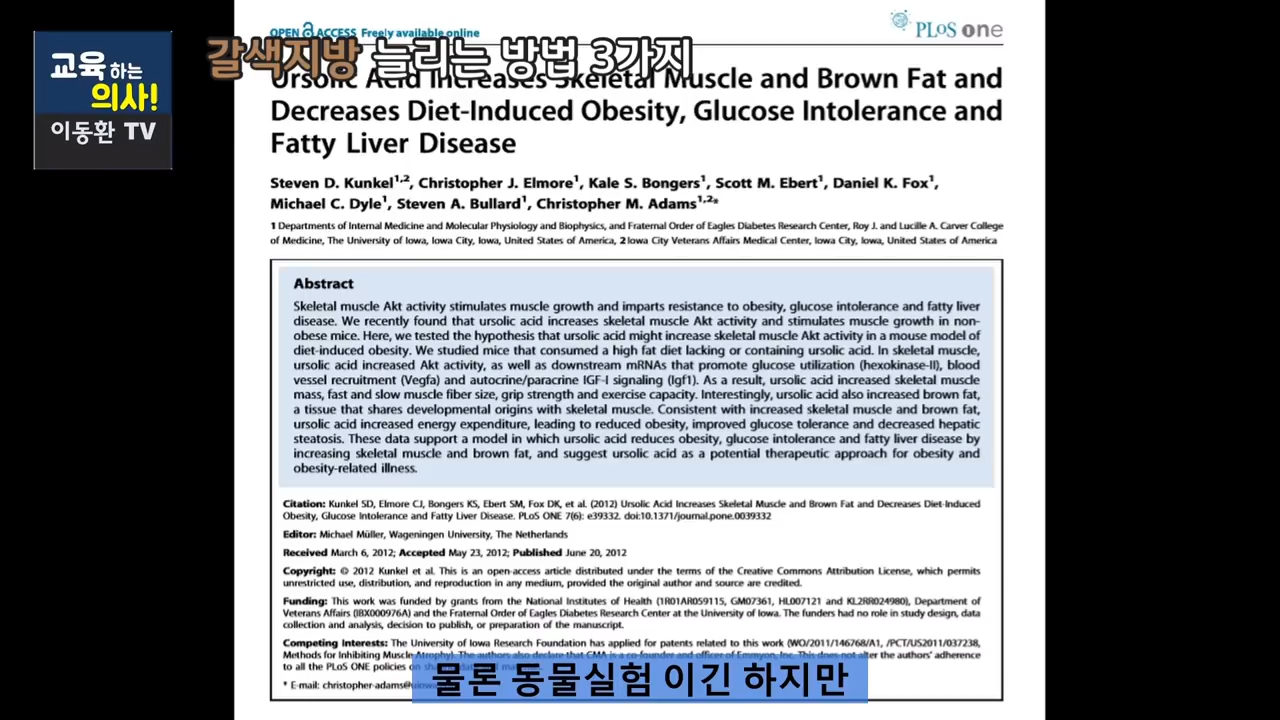 교육하는
의사!
이동환 TV
갈색지방 늘리는 방법 3가지
OPEN ACCESS Freely available online
PLoS one
Ursolic Acid Increases Skeletal Muscle and Brown Fat and
Decreases Diet-Induced Obesity, Glucose Intolerance and
Fatty Liver Disease
Steven D. Kunkel1,2, Christopher J. Elmore1, Kale S. Bongers1, Scott M. Ebert1, Daniel K. Fox1,
Michael C. Dyle1, Steven A. Bullard1, Christopher M. Adams1,2*
1 Departments of Internal Medicine and Molecular Physiology and Biophysics, and Fraternal Order of Eagles Diabetes Research Center, Roy J. and Lucille A. Carver College
of Medicine, The University of Iowa, Iowa City, Iowa, United States of America, 2 Iowa City Veterans Affairs Medical Center, Iowa City, Iowa, United States of America
Abstract
Skeletal muscle Akt activity stimulates muscle growth and imparts resistance to obesity, glucose intolerance and fatty liver
disease. We recently found that ursolic acid increases skeletal muscle Akt activity and stimulates muscle growth in non-
obese mice. Here, we tested the hypothesis that ursolic acid might increase skeletal muscle Akt activity in a mouse model of
diet-induced obesity. We studied mice that consumed a high fat diet lacking or containing ursolic acid. In skeletal muscle,
ursolic acid increased Akt activity, as well as downstream mRNAs that promote glucose utilization (hexokinase-II), blood
vessel recruitment (Vegfa) and autocrine/paracrine IGF-I signaling (Igf1). As a result, ursolic acid increased skeletal muscle
mass, fast and slow muscle fiber size, grip strength and exercise capacity. Interestingly, ursolic acid also increased brown fat,
a tissue that shares developmental origins with skeletal muscle. Consistent with increased skeletal muscle and brown fat,
ursolic acid increased energy expenditure, leading to reduced obesity, improved glucose tolerance and decreased hepatic
steatosis. These data support a model in which ursolic acid reduces obesity, glucose intolerance and fatty liver disease by
increasing skeletal muscle and brown fat, and suggest ursolic acid as a potential therapeutic approach for obesity and
obesity-related illness.
Citation: Kunkel SD, Elmore CJ, Bongers KS, Ebert SM, Fox DK, et al. (2012) Ursolic Acid Increases Skeletal Muscle and Brown Fat and Decreases Diet-Induced
Obesity, Glucose Intolerance and Fatty Liver Disease. PLoS ONE 7(6): e39332. doi:10.1371/journal.pone.0039332
Editor: Michael Müller, Wageningen University, The Netherlands
Received March 6, 2012; Accepted May 23, 2012; Published June 20, 2012
Copyright: © 2012 Kunkel et al. This is an open-access article distributed under the terms of the Creative Commons Attribution License, which permits
unrestricted use, distribution, and reproduction in any medium, provided the original author and source are credited.
Funding: This work was funded by grants from the National Institutes of Health (1R01AR059115, GM07361, HL007121 and KL2RR024980), Department of
Veterans Affairs (IBX000976A) and the Fraternal Order of Eagles Diabetes Research Center at the University of Iowa. The funders had no role in study design, data
collection and analysis, decision to publish, or preparation of the manuscript.
Competing Interests: The University of Iowa Research Foundation has applied for patents related to this work (WO/2011/146768/A1, /PCT/US2011/037238,
Methods for Inhibiting Muscle Atrophy). The authors also declare that CMA is a co-founder and officer of Emmyon, Inc. This does not alter the authors' adherence
to all the PLoS ONE policies on
* E-mail: christopher-adams@
물론 동물실험 이긴 하지만